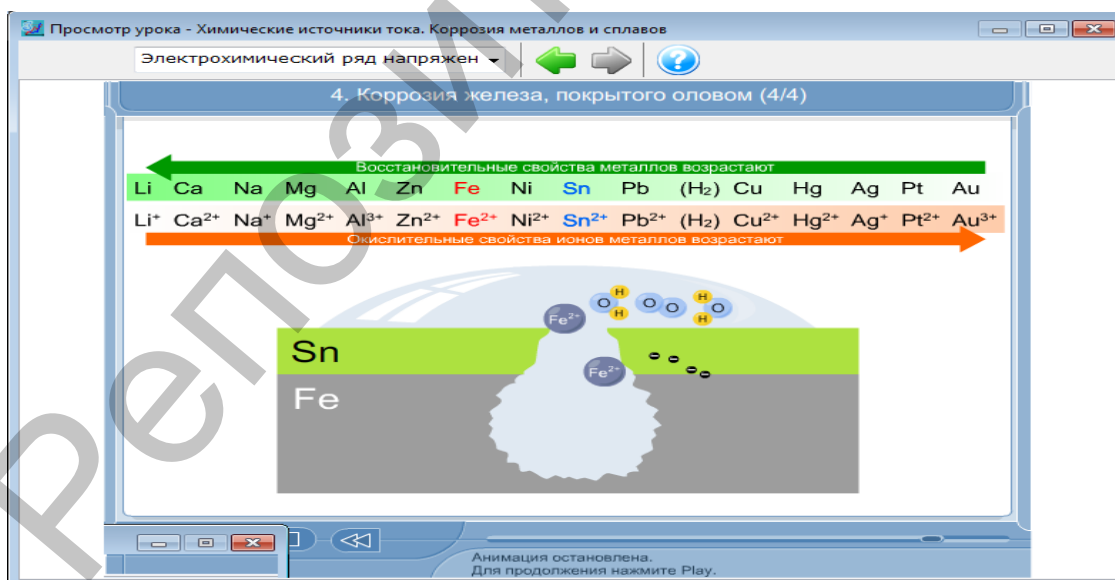 Просмотр урока - Химические источники тока. Коррозия металлов и сплавов
Электрохимический ряд напряжен
4. Коррозия железа, покрытого оловом (4/4)
Восстановительные свойства металлов возрастают
Li Ca Na Mg Al Zn Fe Ni Sn Pb (H₂) Cu Hg Ag Pt Au
Li⁺ Ca²⁺ Na⁺ Mg²⁺ Al³⁺ Zn²⁺ Fe²⁺ Ni²⁺ Sn²⁺ Pb²⁺ (H₂) Cu²⁺ Hg²⁺ Ag⁺ Pt²⁺ Au³⁺
Окислительные свойства ионов металлов возрастают
H H
O O O O
H H
Fe²⁺
Sn
Fe²⁺
Fe
Анимация остановлена.
Для продолжения нажмите Play.
Репози